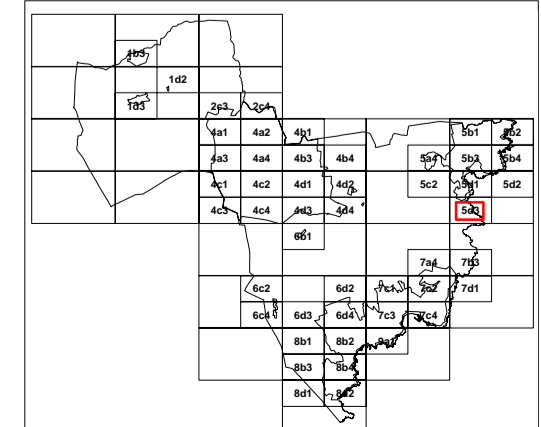 1b3
1d2
1d3 2c3 2c4
4a1 4a2 4b1 5b1 5b2
4a3 4a4 4b3 4b4 5a4 5b3 5b4
4c1 4c2 4d1 4d2 5c2 5d1 5d2
4c3 4c4 4d3 4d4 5d3
6b1
7a4 7b3
6c2 6d2 7c1 7c2 7d1
6c4 6d3 6d4 7c3 7c4
8b1 8b2 9a1
8b3 8b4
8d1 8d2